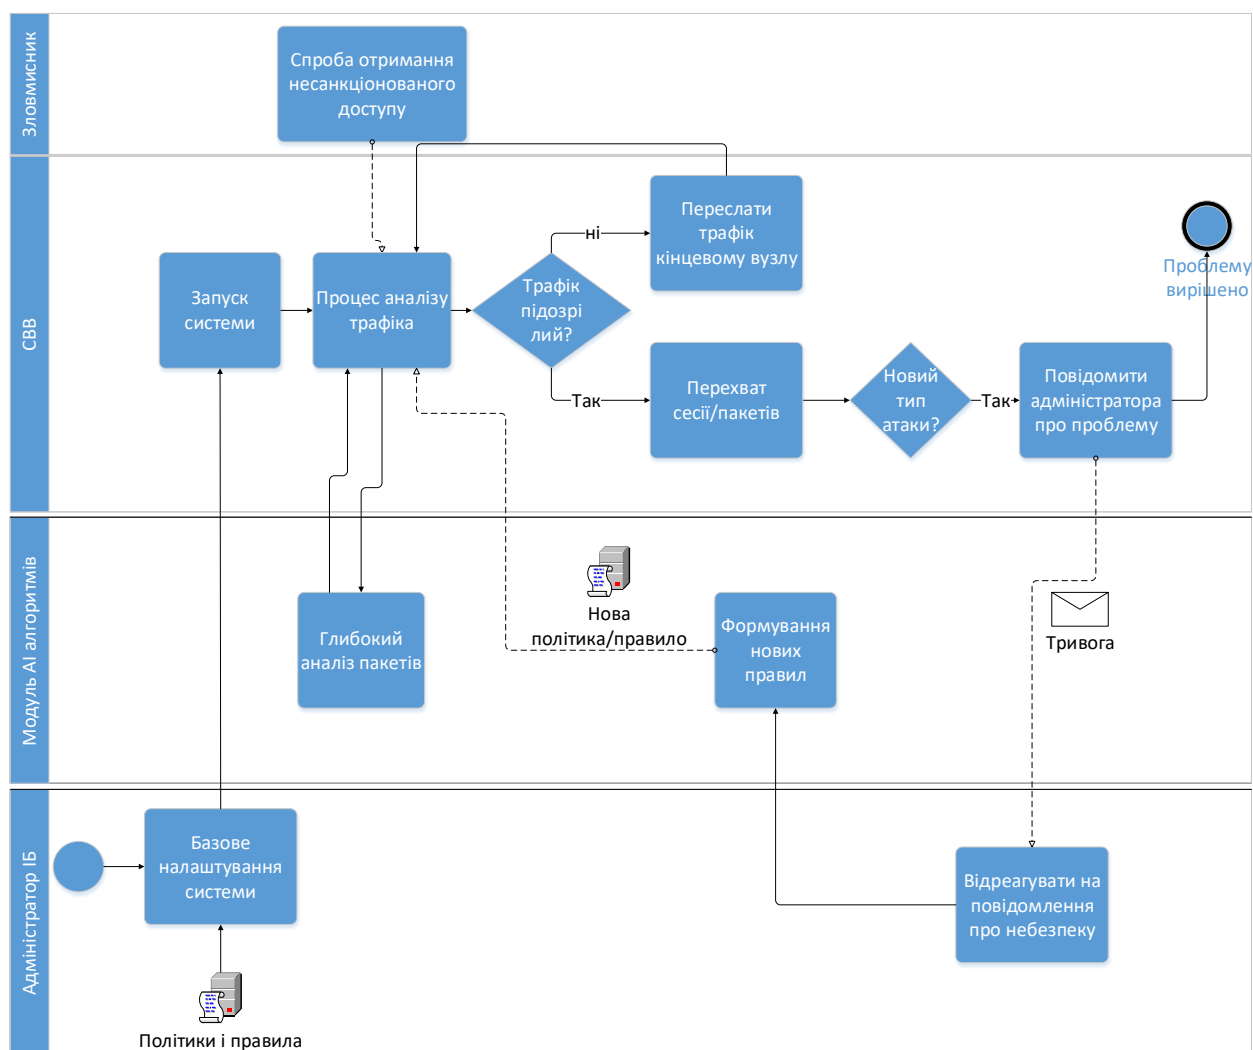 Зловмисник
Спроба отримання
несанкціонованого
доступу
СВВ
Запуск
системи
Процес аналізу
трафіка
Трафік
підозрі
лий?
ні
Переслати
трафік
кінцевому вузлу
Так
Перехват
сесії/пакетів
Новий
тип
атаки?
Так
Повідомити
адміністратора
про проблему
Проблему
вирішено
Модуль АІ алгоритмів
Глибокий
аналіз пакетів
Нова
політика/правило
Формування
нових
правил
Тривога
Адміністратор ІБ
Базове
налаштування
системи
Політики і правила
Відреагувати на
повідомлення
про небезпеку